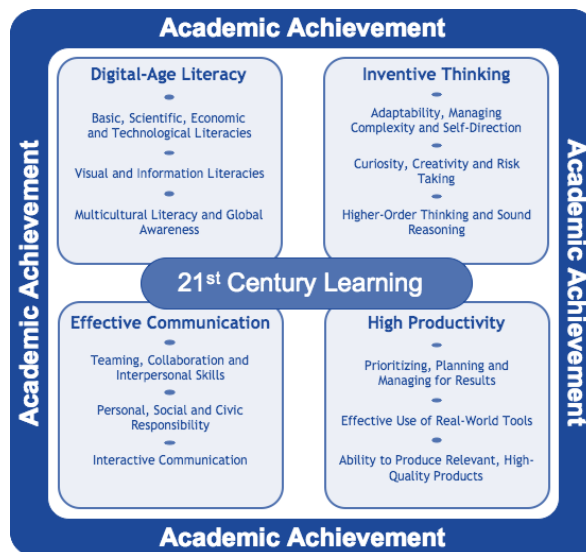 Academic Achievement
Academic Achievement
Digital-Age Literacy
Basic, Scientific, Economic
and Technological Literacies
Visual and Information Literacies
Multicultural Literacy and Global
Awareness
Inventive Thinking
Adaptability, Managing
Complexity and Self-Direction
Curiosity, Creativity and Risk
Taking
Higher-Order Thinking and Sound
Reasoning
Academic Achievement
21st Century Learning
Effective Communication
Teaming, Collaboration and
Interpersonal Skills
Personal, Social and Civic
Responsibility
Interactive Communication
High Productivity
Prioritizing, Planning and
Managing for Results
Effective Use of Real-World Tools
Ability to Produce Relevant, High-
Quality Products
Academic Achievement